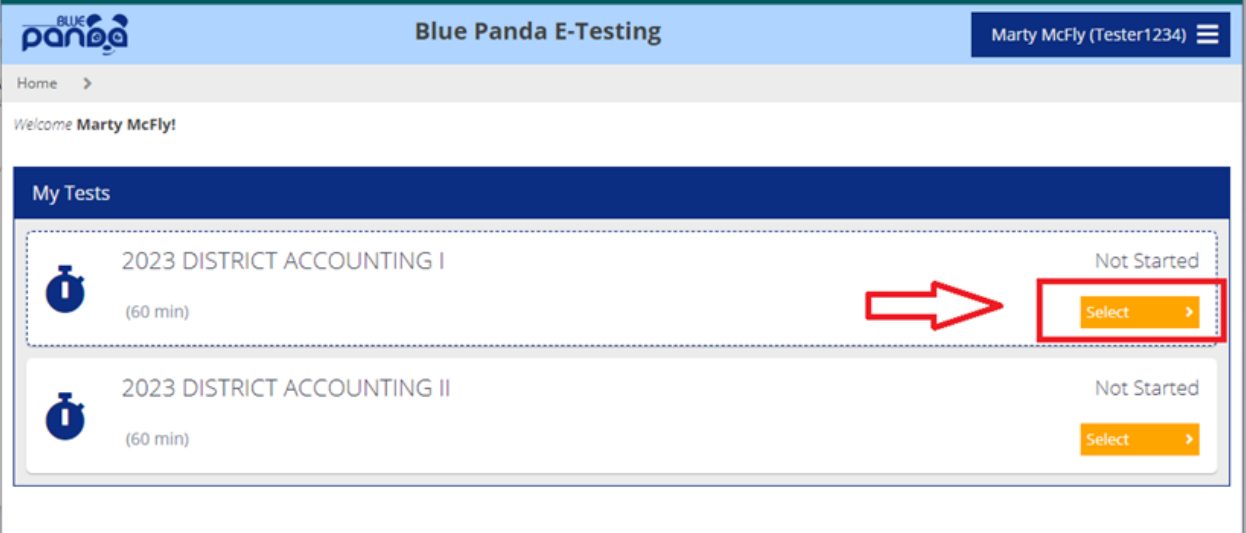 BLUE
panda
Blue Panda E-Testing
Marty McFly (Tester1234)
Home
Welcome Marty McFly!
My Tests
2023 DISTRICT ACCOUNTING I
Not Started
(60 min)
Select
2023 DISTRICT ACCOUNTING II
Not Started
(60 min)
Select